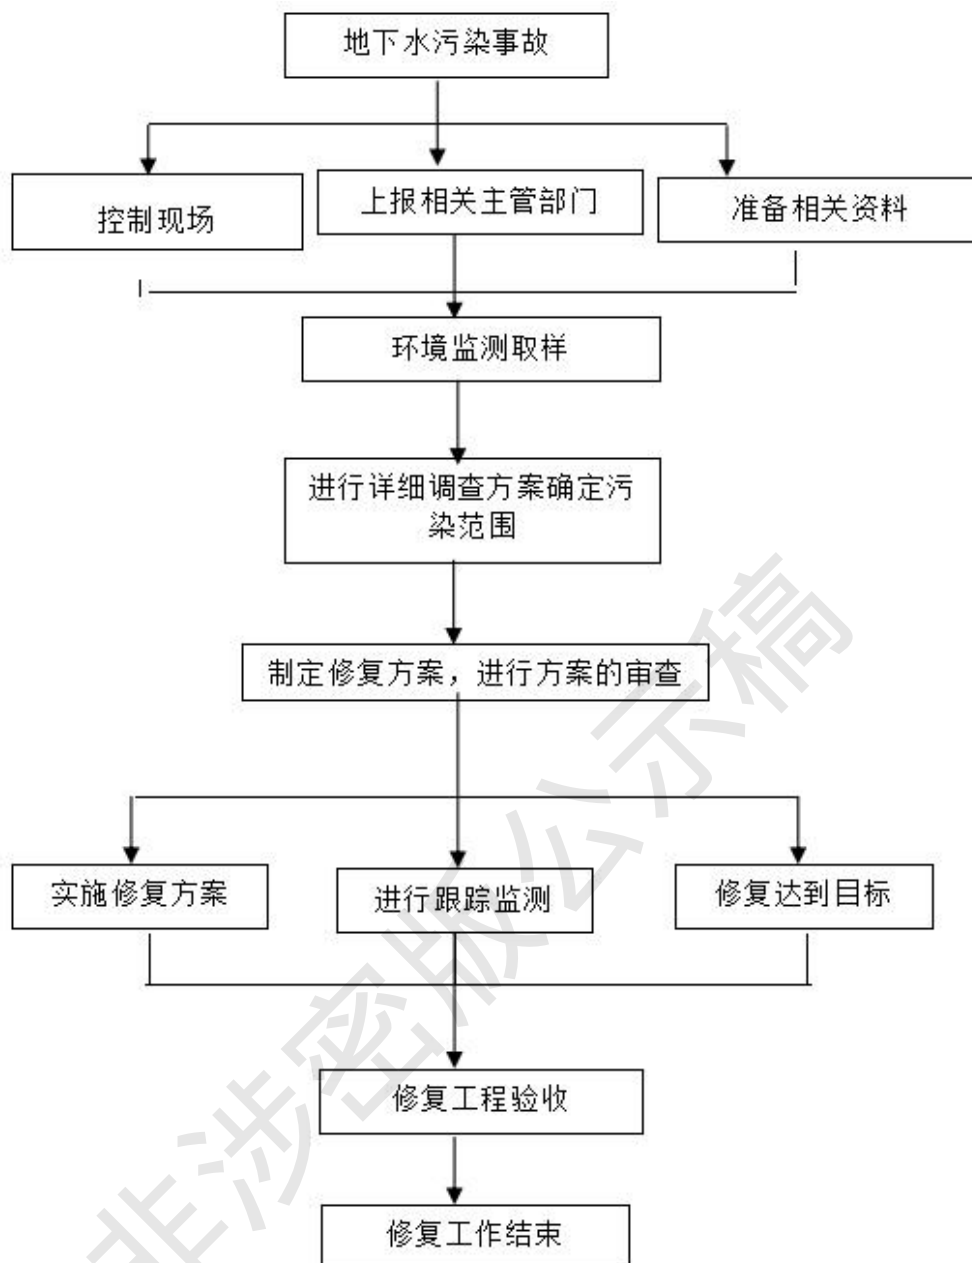 地下水污染事故
控制现场
上报相关主管部门
准备相关资料
环境监测取样
进行详细调查方案确定污
染范围
制定修复方案，进行方案的审查
实施修复方案
进行跟踪监测
修复达到目标
修复工程验收
修复工作结束
非涉密版公示稿